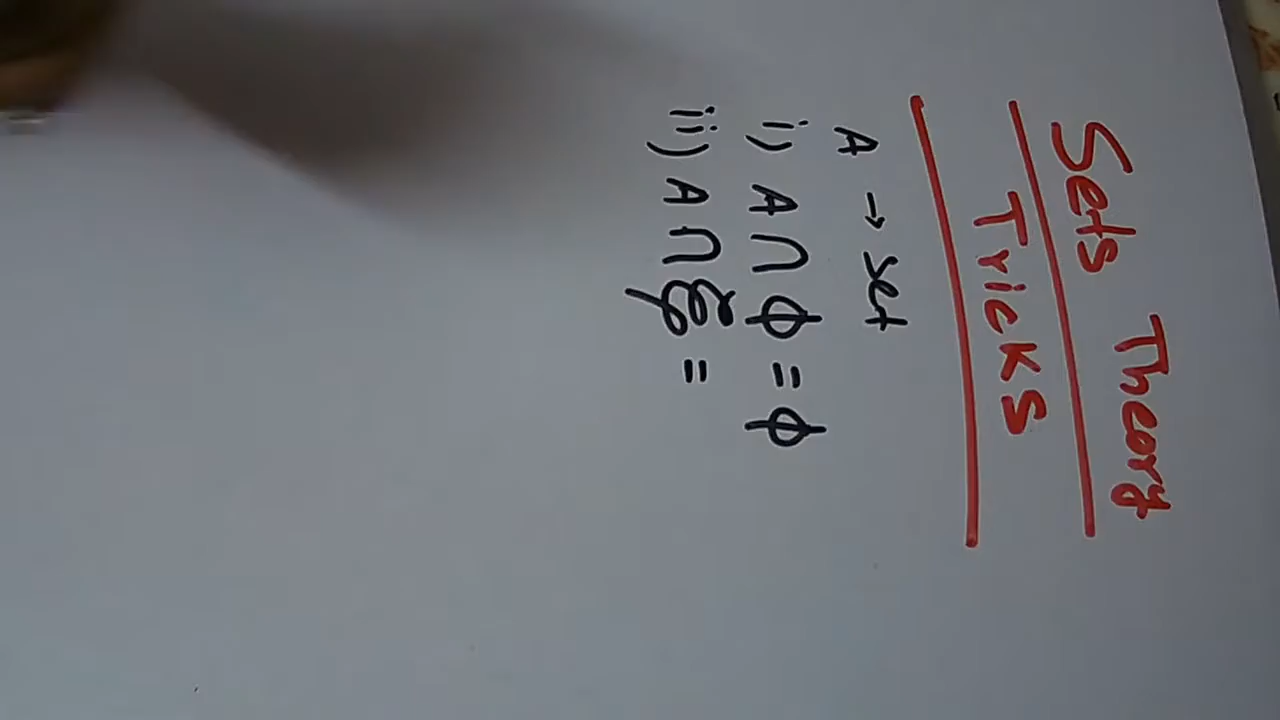 Sets Theory
Tricks
A → set
i) A ∩ ϕ = ϕ
ii) A ∩ ξ =